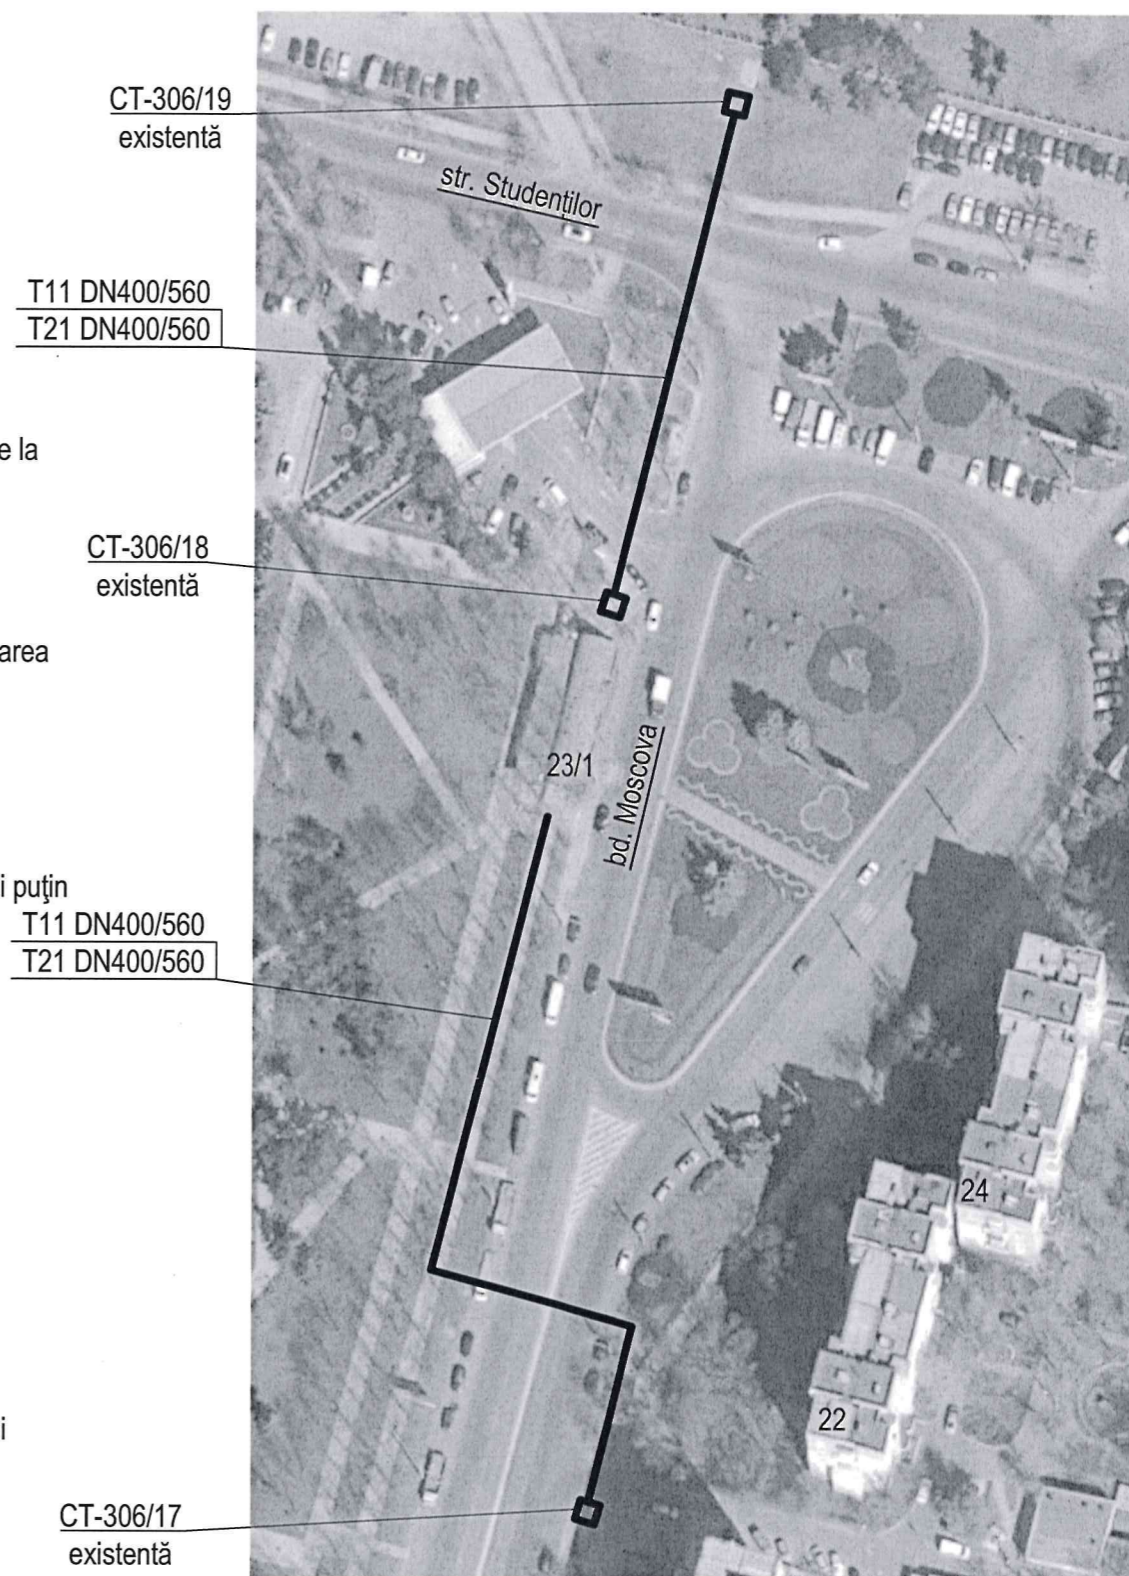 CT-306/19
existentă
str. Studenţilor
T11 DN400/560
T21 DN400/560
e la
CT-306/18
existentă
area
23/1
bd. Moscova
i puţin
T11 DN400/560
T21 DN400/560
24
22
i
CT-306/17
existentă